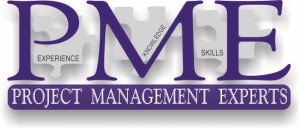 PME
EXPERIENCE KNOWLEDGE SKILLS
PROJECT MANAGEMENT EXPERTS